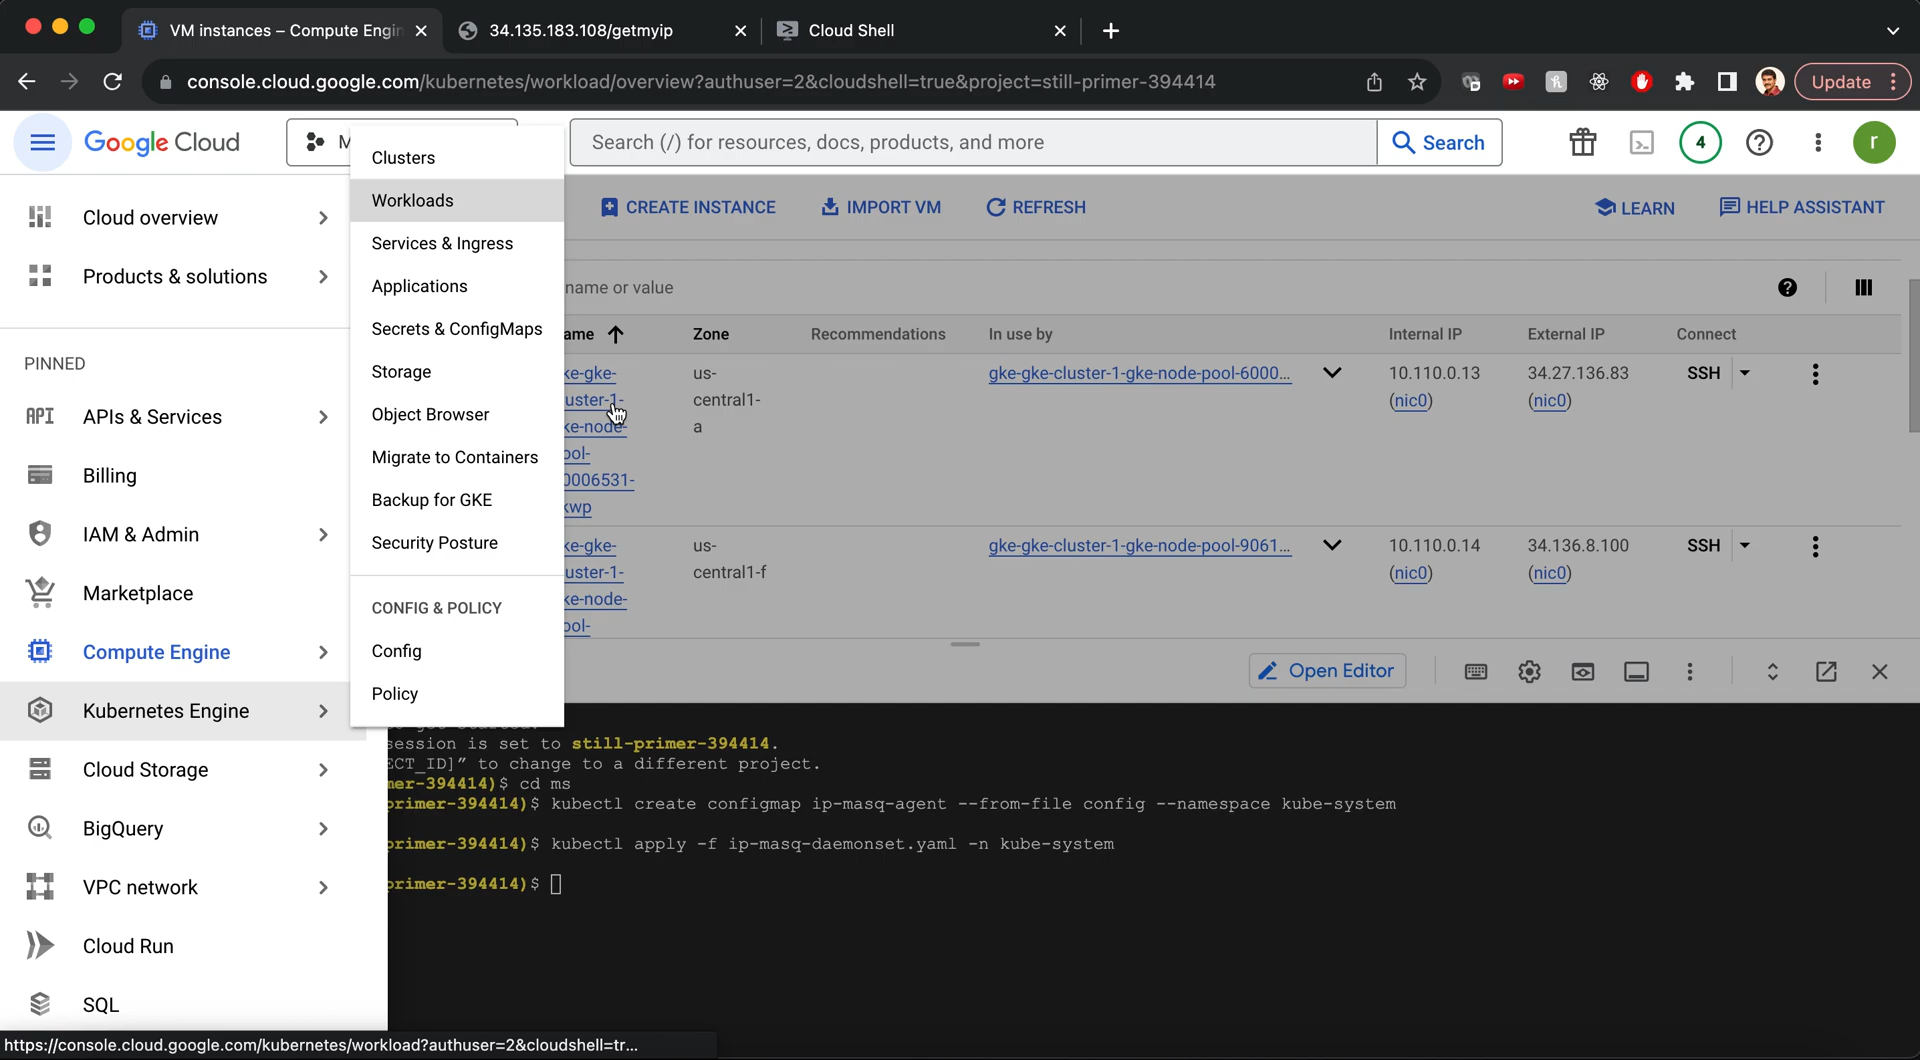 VM instances – Compute Engin
34.135.183.108/getmyip
Cloud Shell
console.cloud.google.com/kubernetes/workload/overview?authuser=2&cloudshell=true&project=still-primer-394414
Update
Google Cloud
M
Search (/) for resources, docs, products, and more
Search
4
r
Cloud overview
Products & solutions
PINNED
API APIs & Services
Billing
IAM & Admin
Marketplace
Compute Engine
Kubernetes Engine
Cloud Storage
BigQuery
VPC network
Cloud Run
SQL
Clusters
Workloads
Services & Ingress
Applications
Secrets & ConfigMaps
Storage
Object Browser
Migrate to Containers
Backup for GKE
Security Posture
CONFIG & POLICY
Config
Policy
CREATE INSTANCE
IMPORT VM
REFRESH
LEARN
HELP ASSISTANT
name or value
ame
Zone
Recommendations
In use by
Internal IP
External IP
Connect
ke-gke-
uster-1-
ke-node-
ool-
0006531-
kwp
us-
central1-
a
gke-gke-cluster-1-gke-node-pool-6000...
10.110.0.13
(nic0)
34.27.136.83
(nic0)
SSH
ke-gke-
uster-1-
ke-node-
ool-
us-
central1-f
gke-gke-cluster-1-gke-node-pool-9061...
10.110.0.14
(nic0)
34.136.8.100
(nic0)
SSH
Open Editor
session is set to still-primer-394414.
ECT_ID]” to change to a different project.
mer-394414)$ cd ms
primer-394414)$ kubectl create configmap ip-masq-agent --from-file config --namespace kube-system
primer-394414)$ kubectl apply -f ip-masq-daemonset.yaml -n kube-system
primer-394414)$
https://console.cloud.google.com/kubernetes/workload?authuser=2&cloudshell=tr...